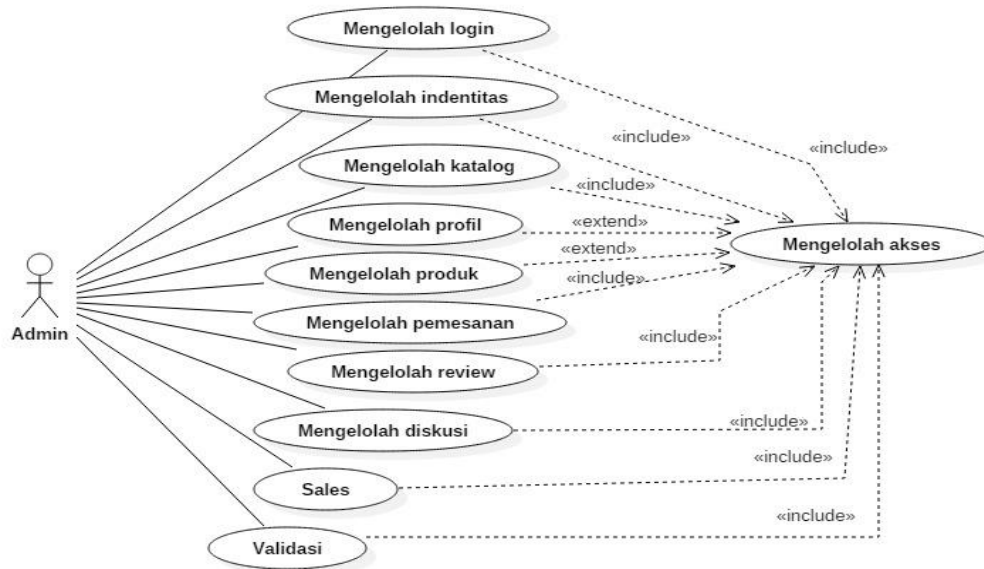 Mengelolah login
Mengelolah indentitas
«include»
«include»
Mengelolah katalog
«include»
Mengelolah profil
«extend»
Mengelolah akses
«extend»
Mengelolah produk
«include»
Mengelolah pemesanan
Admin
«include»
Mengelolah review
«include»
Mengelolah diskusi
«include»
Sales
«include»
Validasi